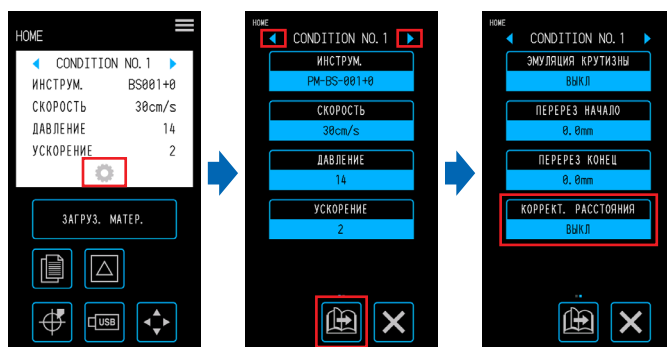 HOME
CONDITION NO. 1
ИНСТРУМ. BS001+0
СКОРОСТЬ 30cm/s
ДАВЛЕНИЕ 14
УСКОРЕНИЕ 2
ЗАГРУЗ. МАТЕР.
USB
HOME
CONDITION NO. 1
ИНСТРУМ.
PM-BS-001+0
СКОРОСТЬ
30cm/s
ДАВЛЕНИЕ
14
УСКОРЕНИЕ
2
HOME
CONDITION NO. 1
ЭМУЛЯЦИЯ КРУТИЗНЫ
ВЫКЛ
ПЕРЕРЕЗ НАЧАЛО
0.0mm
ПЕРЕРЕЗ КОНЕЦ
0.0mm
КОРРЕКТ. РАССТОЯНИЯ
ВЫКЛ